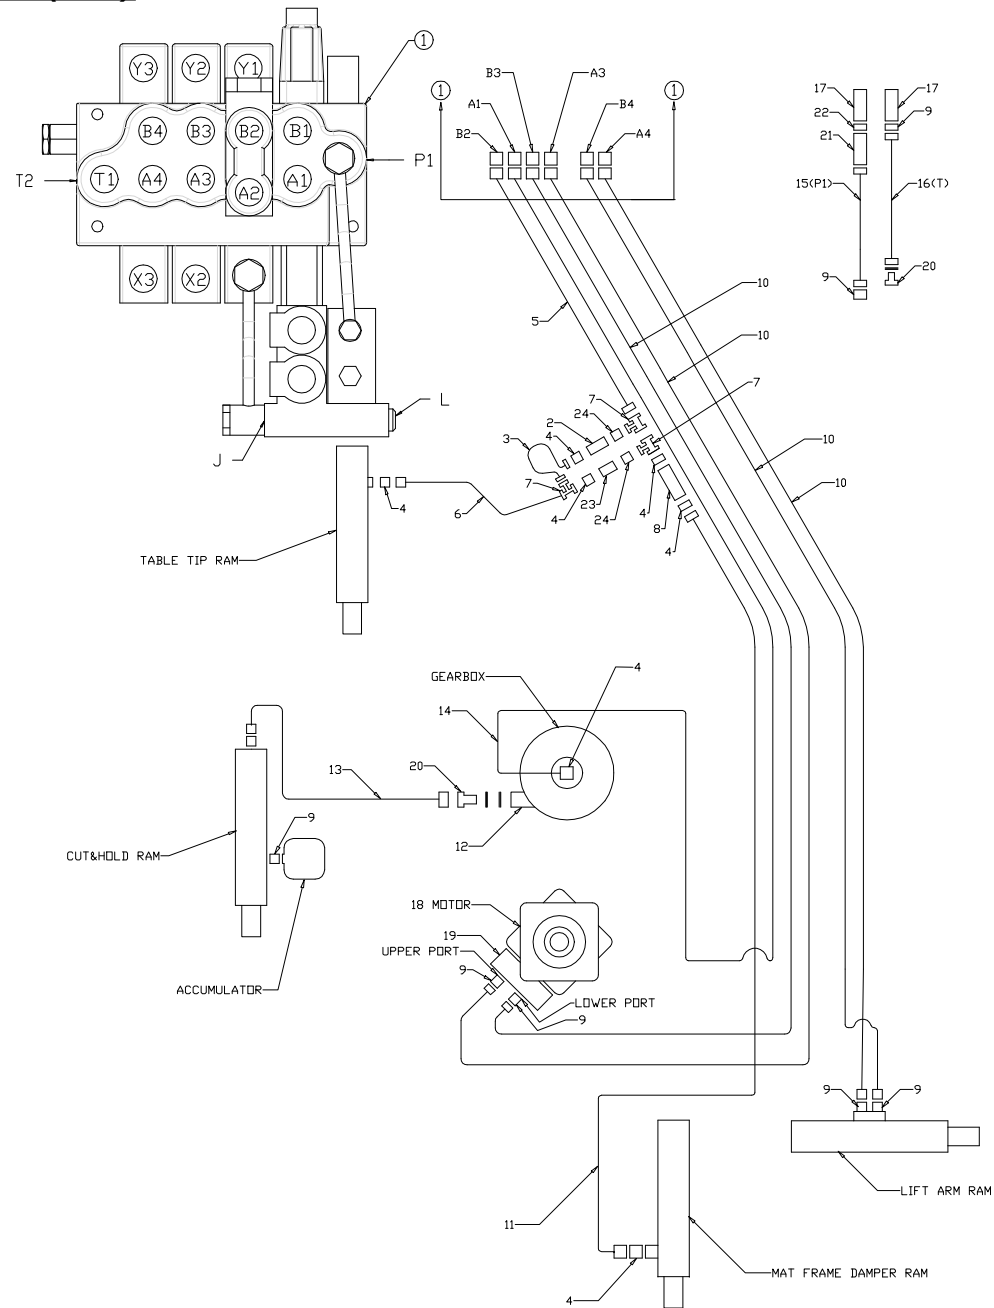 1
Y3 Y2 Y1
B4 B3 B2 B1
P1
T2 T1 A4 A3 A2 A1
X3 X2
L
J
B3 A3
1 A1 B4 1
B2 A4
17 17
22 9
21
15(P1) 16(T)
9 20
10
5
10
7
7
24
2
4
3
10
10
7
4
23
24
4
8
4
6
4
TABLE TIP RAM
GEARBOX
4
14
20
13
12
9
CUT&HOLD RAM
ACCUMULATOR
18 MOTOR
19
UPPER PORT
9
LOWER PORT
9
9 9
LIFT ARM RAM
11
MAT FRAME DAMPER RAM
4